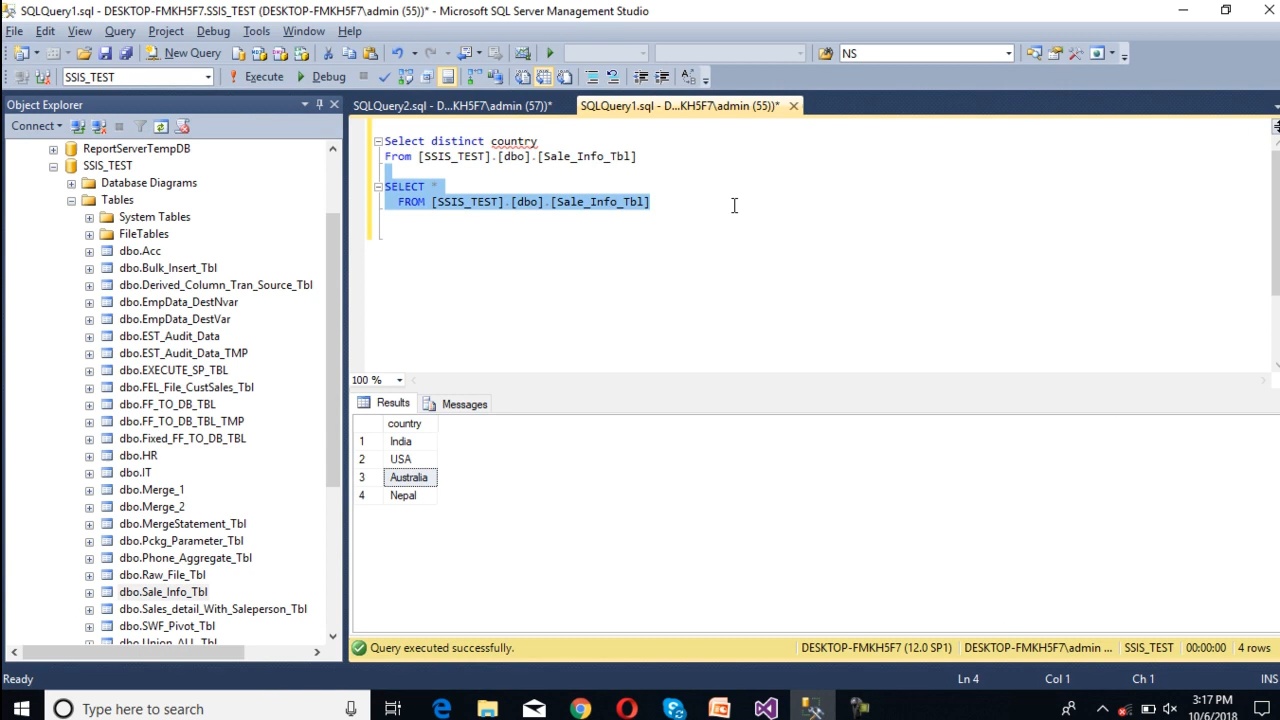 SQLQuery1.sql - DESKTOP-FMKH5F7.SSIS_TEST (DESKTOP-FMKH5F7\admin (55))* - Microsoft SQL Server Management Studio
File Edit View Query Project Debug Tools Window Help
New Query NS
SSIS_TEST Execute Debug
Object Explorer
SQLQuery2.sql - D...KH5F7\admin (57))* SQLQuery1.sql - D...KH5F7\admin (55))*
Connect
ReportServerTempDB
SSIS_TEST
Database Diagrams
Tables
System Tables
FileTables
dbo.Acc
dbo.Bulk_Insert_Tbl
dbo.Derived_Column_Tran_Source_Tbl
dbo.EmpData_DestNvar
dbo.EmpData_DestVar
dbo.EST_Audit_Data
dbo.EST_Audit_Data_TMP
dbo.EXECUTE_SP_TBL
dbo.FEL_File_CustSales_Tbl
dbo.FF_TO_DB_TBL
dbo.FF_TO_DB_TBL_TMP
dbo.Fixed_FF_TO_DB_TBL
dbo.HR
dbo.IT
dbo.Merge_1
dbo.Merge_2
dbo.MergeStatement_Tbl
dbo.Pckg_Parameter_Tbl
dbo.Phone_Aggregate_Tbl
dbo.Raw_File_Tbl
dbo.Sale_Info_Tbl
dbo.Sales_detail_With_Saleperson_Tbl
dbo.SWF_Pivot_Tbl
dbo.Union_ALL_Tbl
Select distinct country
From [SSIS_TEST].[dbo].[Sale_Info_Tbl]
SELECT *
FROM [SSIS_TEST].[dbo].[Sale_Info_Tbl]
100 %
Results Messages
country
1 India
2 USA
3 Australia
4 Nepal
Query executed successfully. DESKTOP-FMKH5F7 (12.0 SP1) DESKTOP-FMKH5F7\admin ... SSIS_TEST 00:00:00 4 rows
Ready Ln 4 Col 1 Ch 1 INS
Type here to search
3:17 PM
10/6/2018